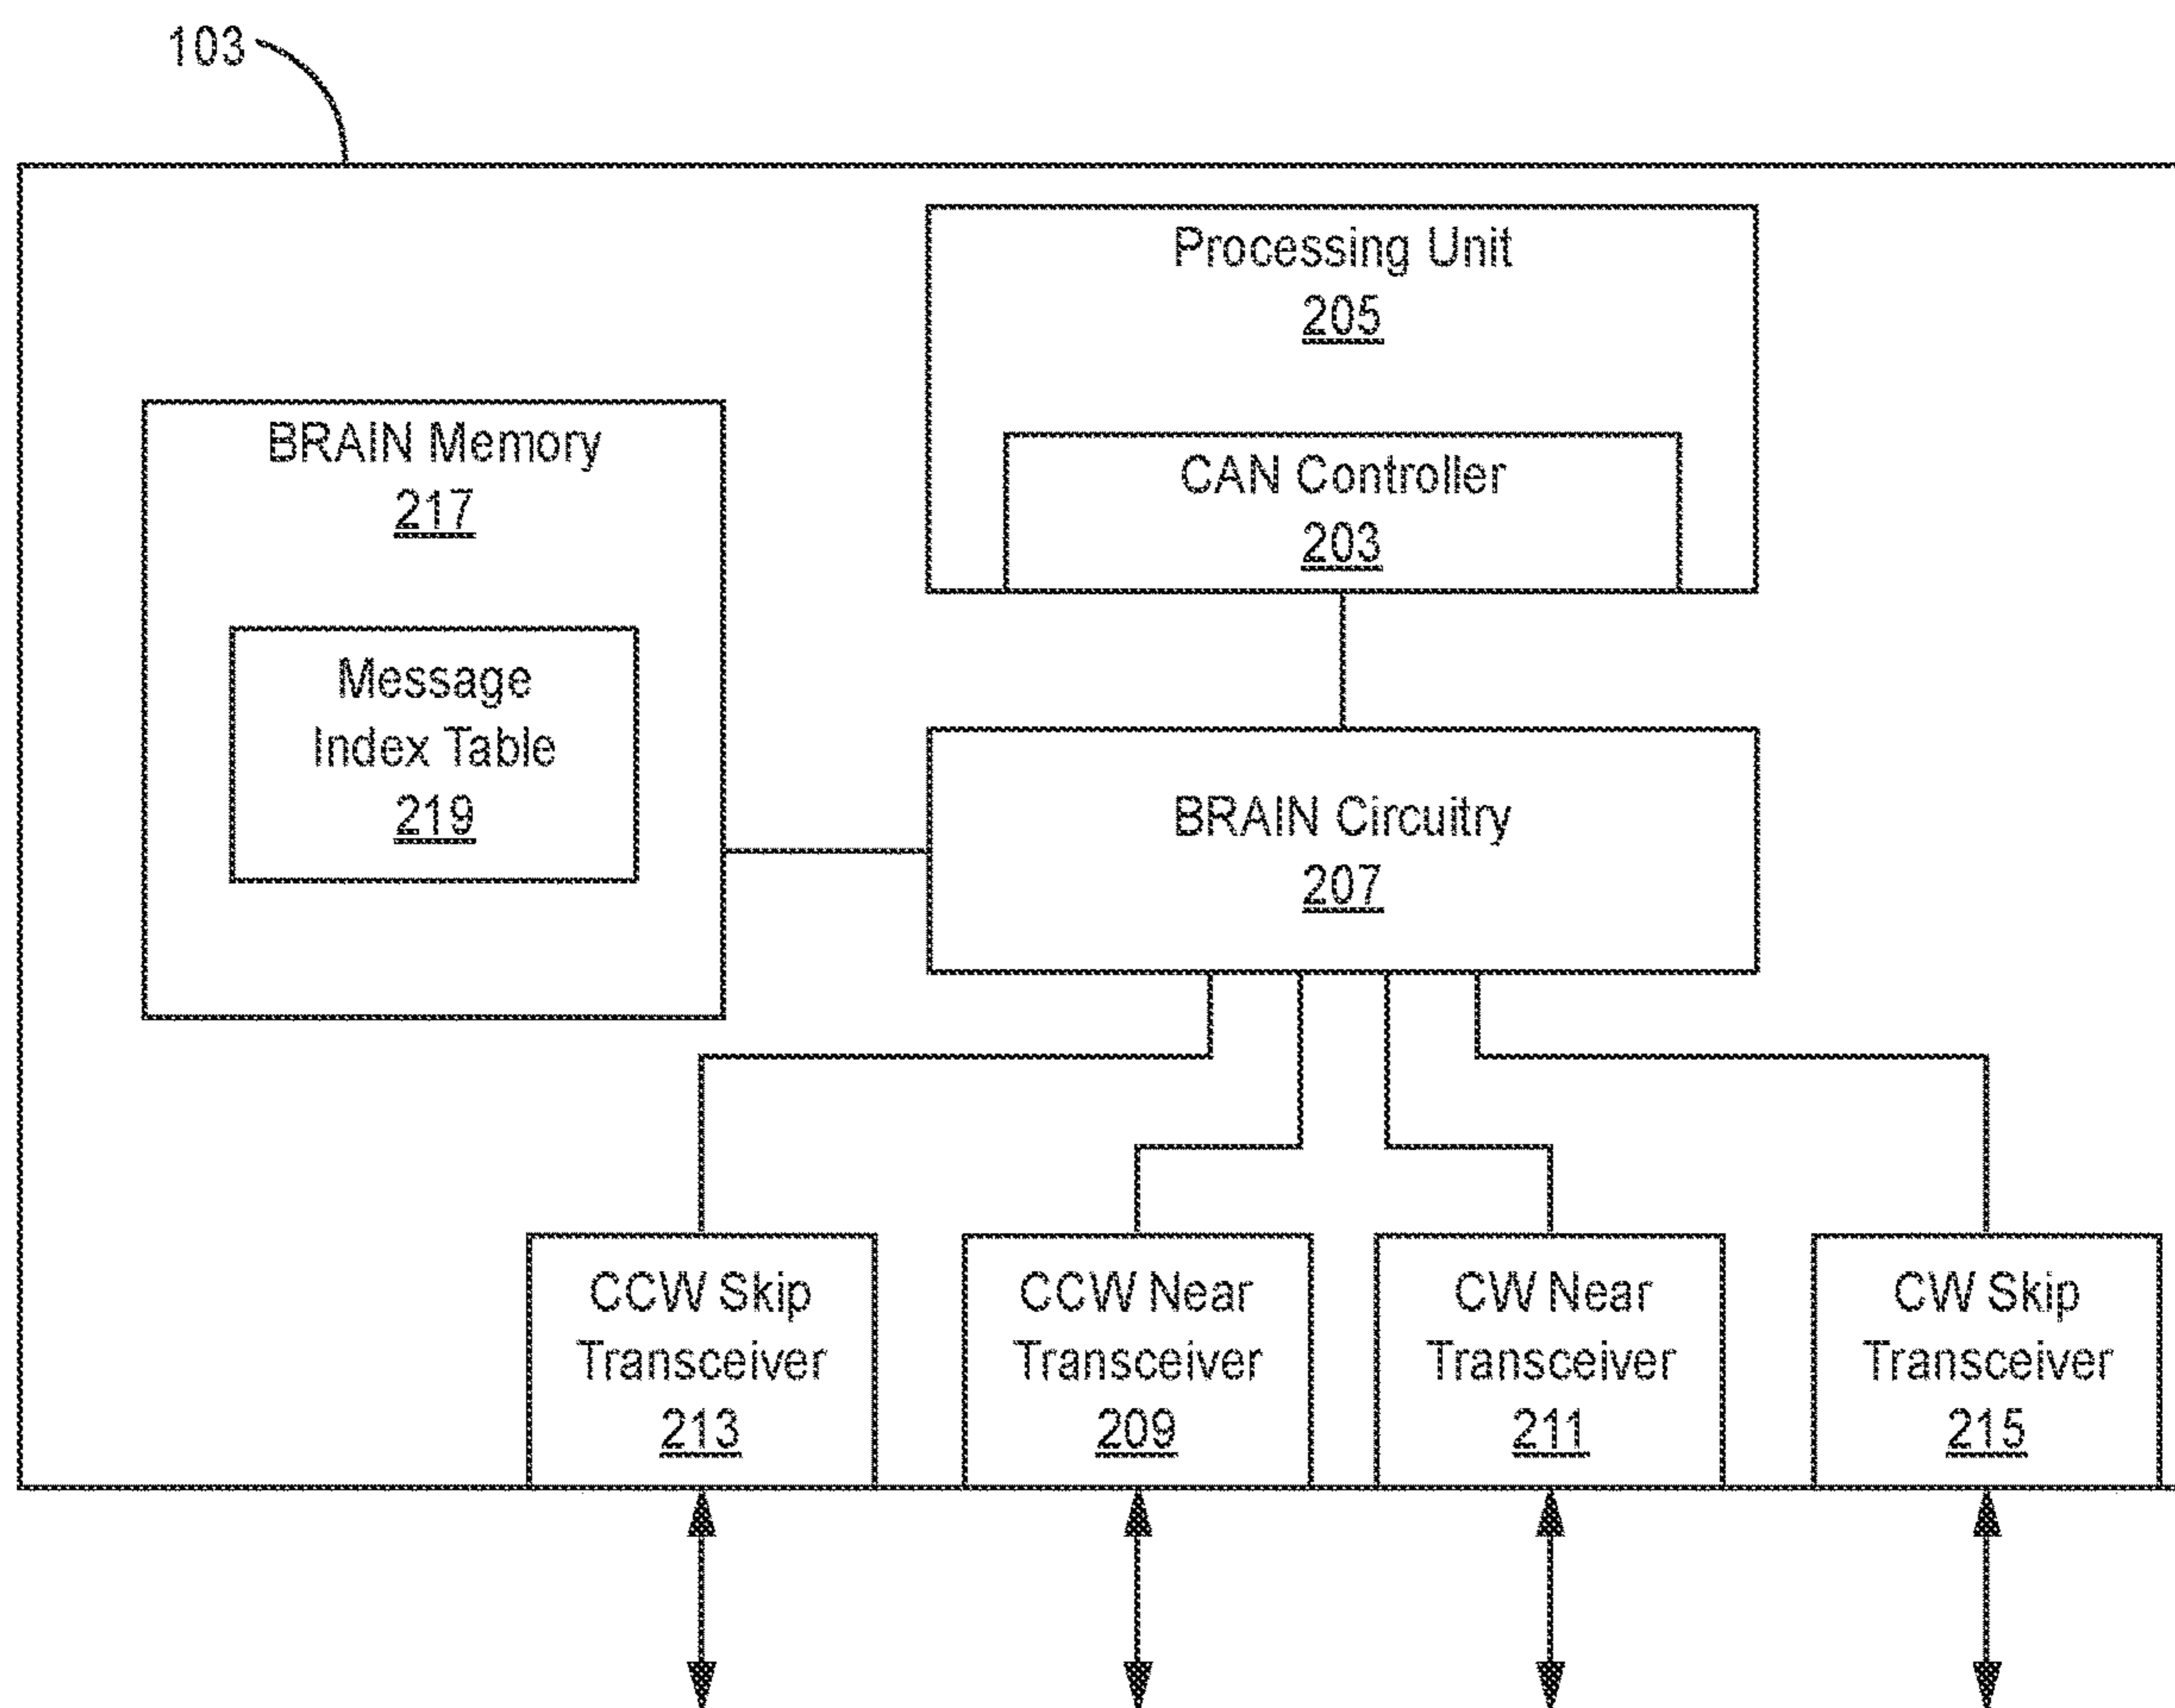 103
Processing Unit
205
CAN Controller
203
BRAIN Memory
217
Message
Index Table
219
BRAIN Circuitry
207
CCW Skip
Transceiver
213
CCW Near
Transceiver
209
CW Near
Transceiver
211
CW Skip
Transceiver
215